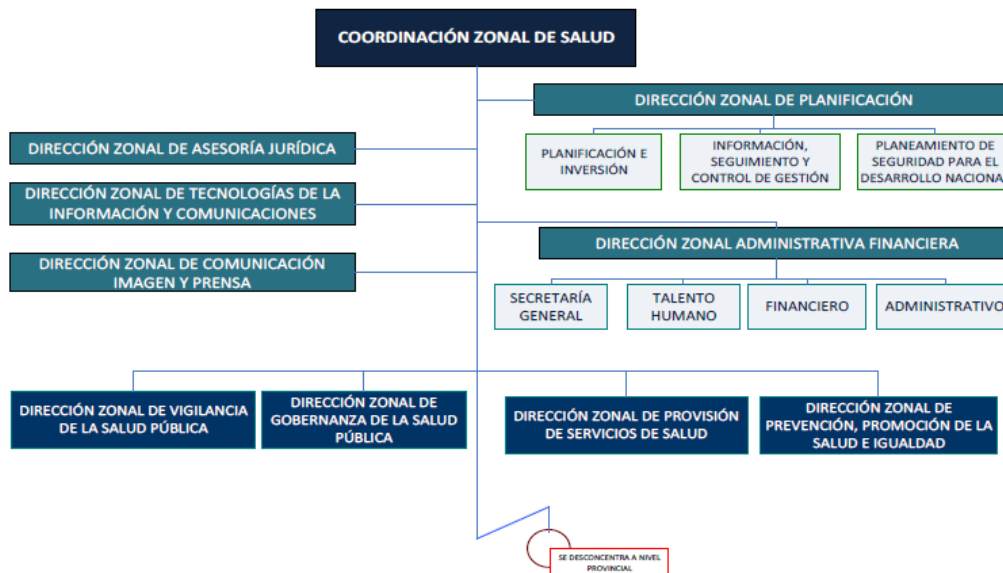 COORDINACIÓN ZONAL DE SALUD
DIRECCIÓN ZONAL DE PLANIFICACIÓN
DIRECCIÓN ZONAL DE ASESORÍA JURÍDICA
PLANIFICACIÓN E
INVERSIÓN
INFORMACIÓN,
SEGUIMIENTO Y
CONTROL DE GESTIÓN
PLANEAMIENTO DE
SEGURIDAD PARA EL
DESARROLLO NACIONA
DIRECCIÓN ZONAL DE TECNOLOGÍAS DE LA
INFORMACIÓN Y COMUNICACIONES
DIRECCIÓN ZONAL ADMINISTRATIVA FINANCIERA
DIRECCIÓN ZONAL DE COMUNICACIÓN
IMAGEN Y PRENSA
SECRETARÍA
GENERAL
TALENTO
HUMANO
FINANCIERO
ADMINISTRATIVO
DIRECCIÓN ZONAL DE VIGILANCIA
DE LA SALUD PÚBLICA
DIRECCIÓN ZONAL DE
GOBERNANZA DE LA SALUD
PÚBLICA
DIRECCIÓN ZONAL DE PROVISIÓN
DE SERVICIOS DE SALUD
DIRECCIÓN ZONAL DE
PREVENCIÓN, PROMOCIÓN DE LA
SALUD E IGUALDAD
SE DESCONCENTRA A NIVEL
PROVINCIAL